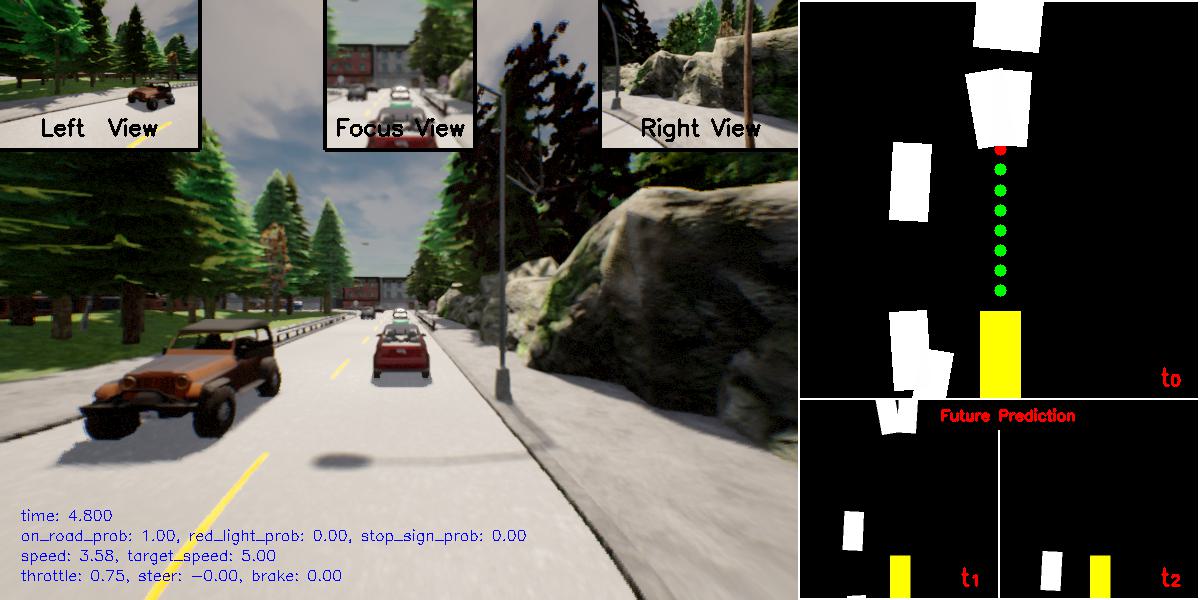 Left View
Focus View
Right View
time: 4.800
on_road_prob: 1.00, red_light_prob: 0.00, stop_sign_prob: 0.00
speed: 3.58, target_speed: 5.00
throttle: 0.75, steer: −0.00, brake: 0.00
t0
Future Prediction
t1
t2